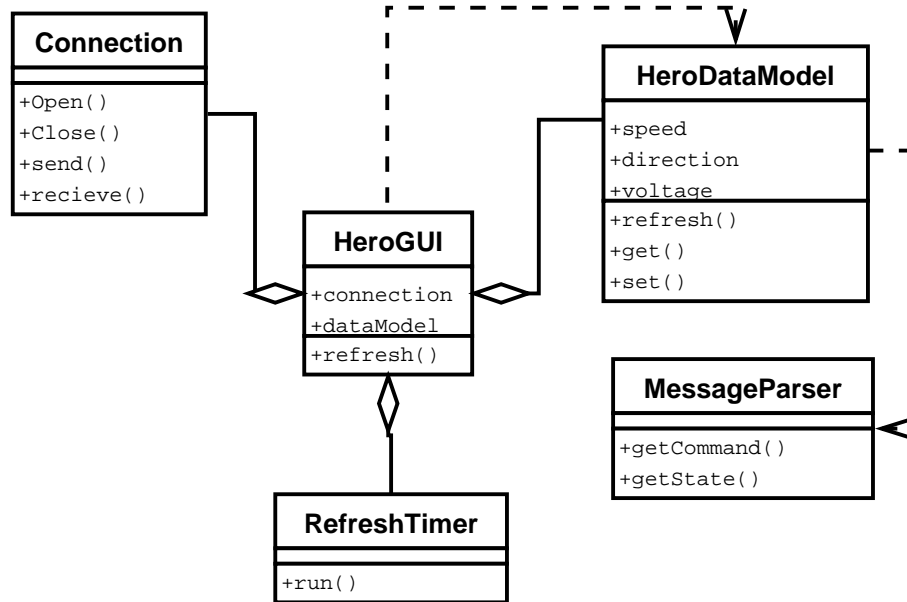 Connection
+Open()
+Close()
+send()
+recieve()
HeroDataModel
+speed
+direction
+voltage
+refresh()
+get()
+set()
HeroGUI
+connection
+dataModel
+refresh()
MessageParser
+getCommand()
+getState()
RefreshTimer
+run()